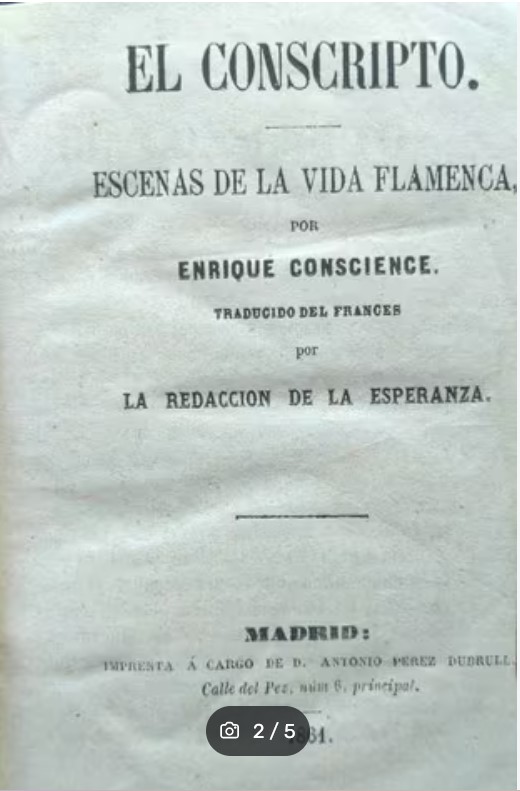 EL CONSCRIPTO.
ESCENAS DE LA VIDA FLAMENCA,
POR
ENRIQUE CONSCIENCE.
TRADUCIDO DEL FRANCES
por
LA REDACCION DE LA ESPERANZA.
MADRID:
IMPRENTA Á CARGO DE D. ANTONIO PEREZ DUBRULL.
Calle del Pez, núm 6, principal.
2/5